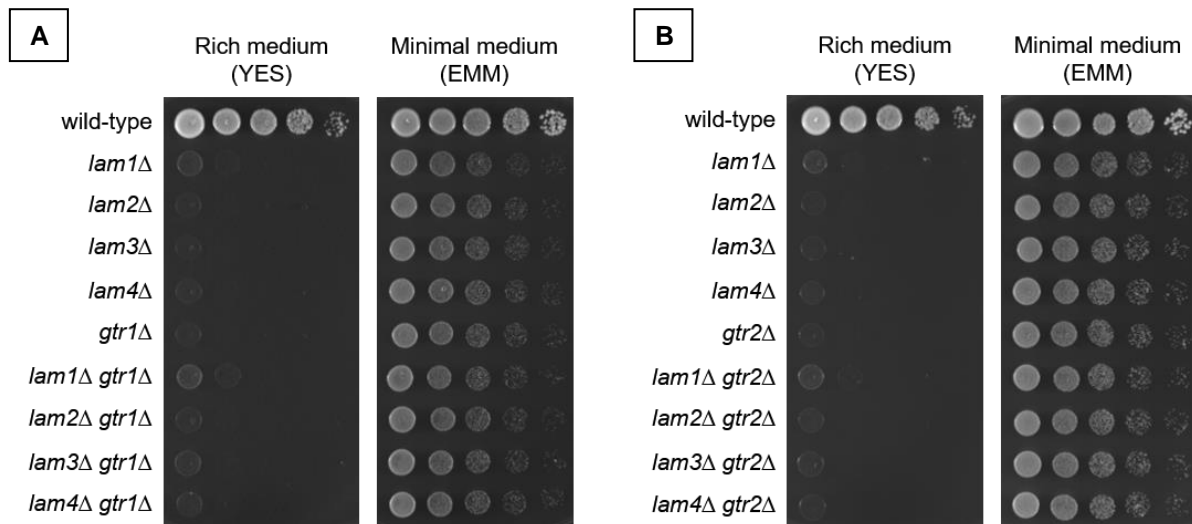 A
Rich medium
(YES)
Minimal medium
(EMM)
wild-type
lam1Δ
lam2Δ
lam3Δ
lam4Δ
gtr1Δ
lam1Δ gtr1Δ
lam2Δ gtr1Δ
lam3Δ gtr1Δ
lam4Δ gtr1Δ
B
Rich medium
(YES)
Minimal medium
(EMM)
wild-type
lam1Δ
lam2Δ
lam3Δ
lam4Δ
gtr2Δ
lam1Δ gtr2Δ
lam2Δ gtr2Δ
lam3Δ gtr2Δ
lam4Δ gtr2Δ